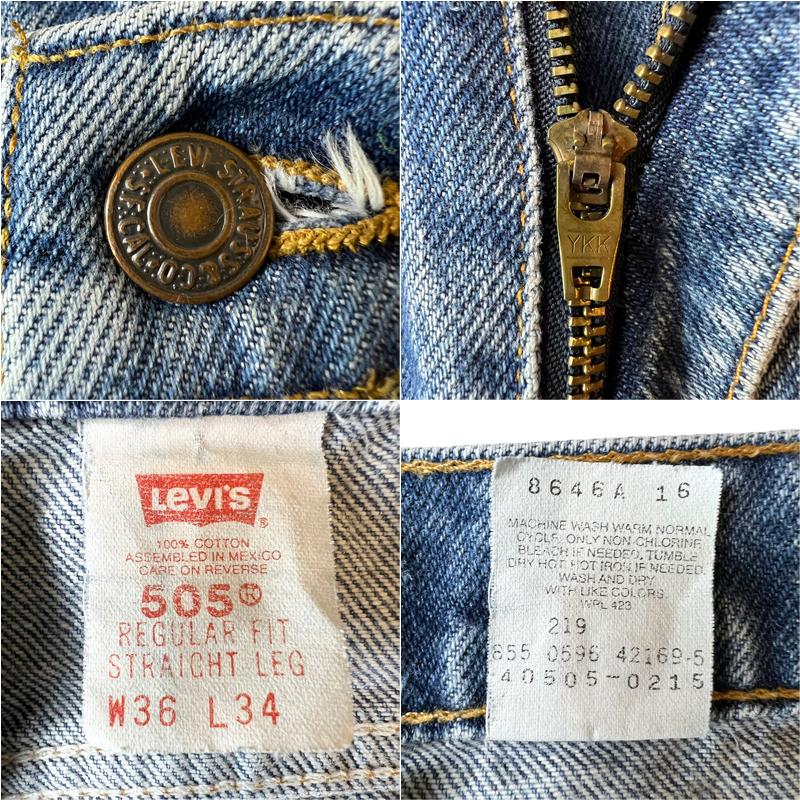 LEVI STRAUSS & CO. S.F. CAL.
YKK
LEVI'S ®
100% COTTON
ASSEMBLED IN MEXICO
CARE ON REVERSE
505®
REGULAR FIT
STRAIGHT LEG
W36 L34
8646A 16
MACHINE WASH WARM NORMAL
CYCLE. ONLY NON-CHLORINE
BLEACH IF NEEDED. TUMBLE
DRY HOT HOT IRON IF NEEDED.
WASH AND DRY
WITH LIKE COLORS.
WPL 423
219
855 0596 42169-5
40505-0215